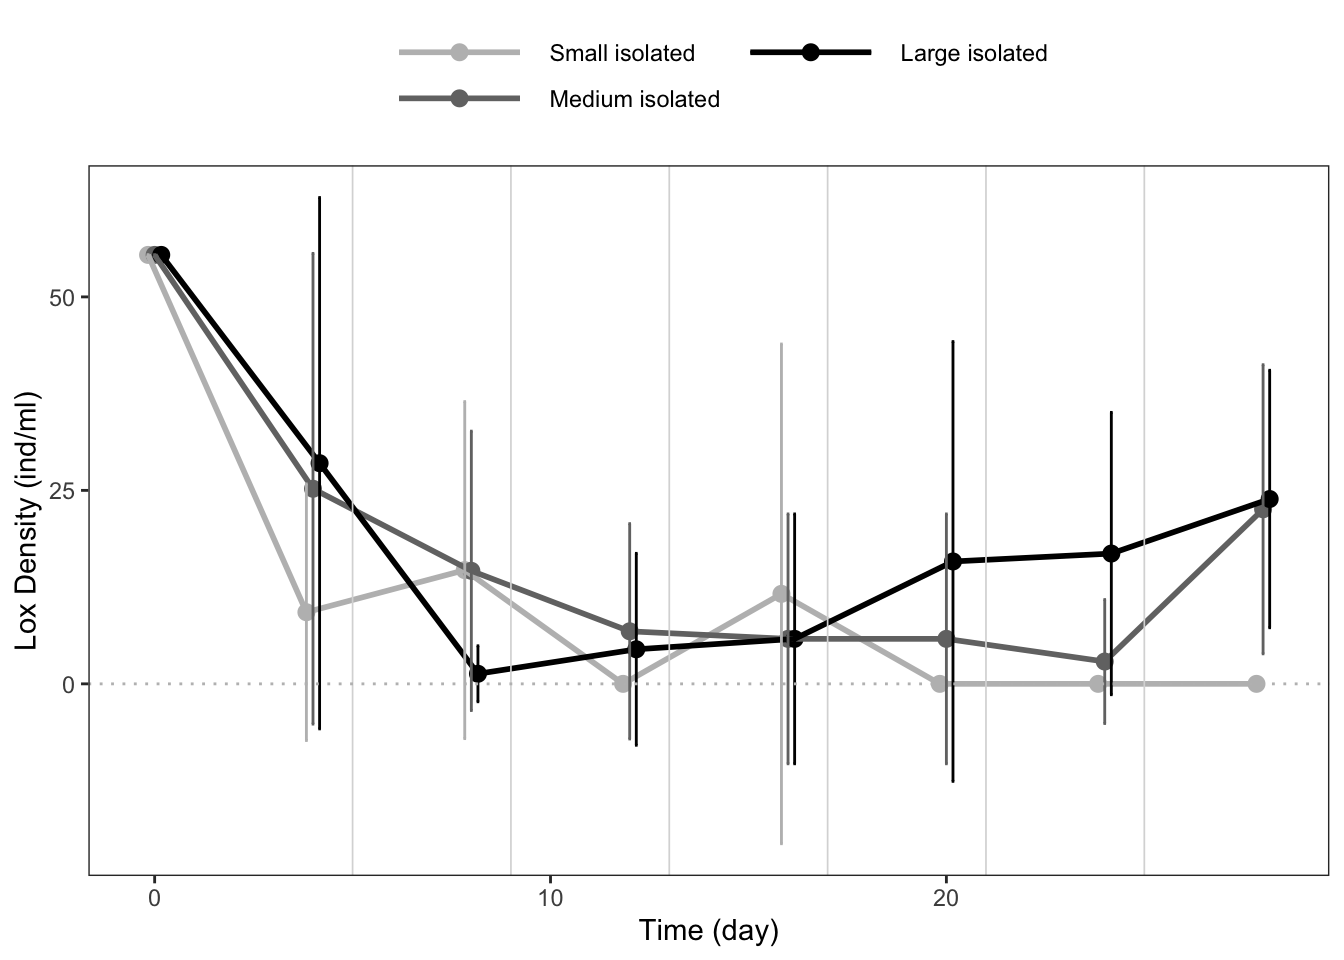 Small isolated
Large isolated
Medium isolated
50
25
0
Lox Density (ind/ml)
0
10
20
Time (day)